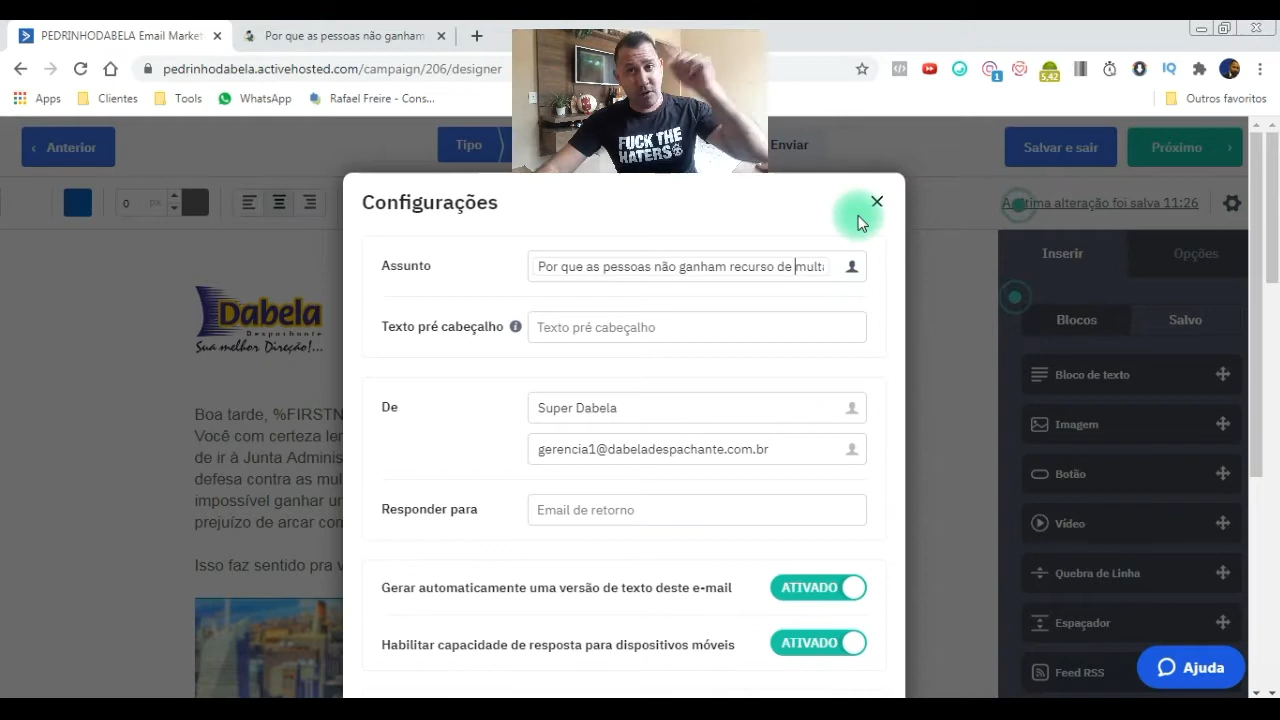 PEDRINHODABELA Email Market
Por que as pessoas não ganham
pedrinhodabela.activehosted.com/campaign/206/designer
1
5,42
IQ
Apps
Clientes
Tools
WhatsApp
Rafael Freire - Cons...
Outros favoritos
FUCK THE
HATERS
Anterior
Tipo
Enviar
Salvar e sair
Próximo
0 px
A última alteração foi salva 11:26
Configurações
Assunto
Por que as pessoas não ganham recurso de multa
Texto pré cabeçalho
Texto pré cabeçalho
De
Super Dabela
gerencia1@dabeladespachante.com.br
Responder para
Email de retorno
Gerar automaticamente uma versão de texto deste e-mail
ATIVADO
Habilitar capacidade de resposta para dispositivos móveis
ATIVADO
Dabela
Despachante
Sua melhor Direção!...
Boa tarde, %FIRSTN
Você com certeza
de ir à Junta Adminis
defesa contra as
impossível ganhar
prejuízo de arcar
Isso faz sentido pra
Inserir
Opções
Blocos
Salvo
Bloco de texto
Imagem
Botão
Vídeo
Quebra de Linha
Espaçador
Feed RSS
Ajuda